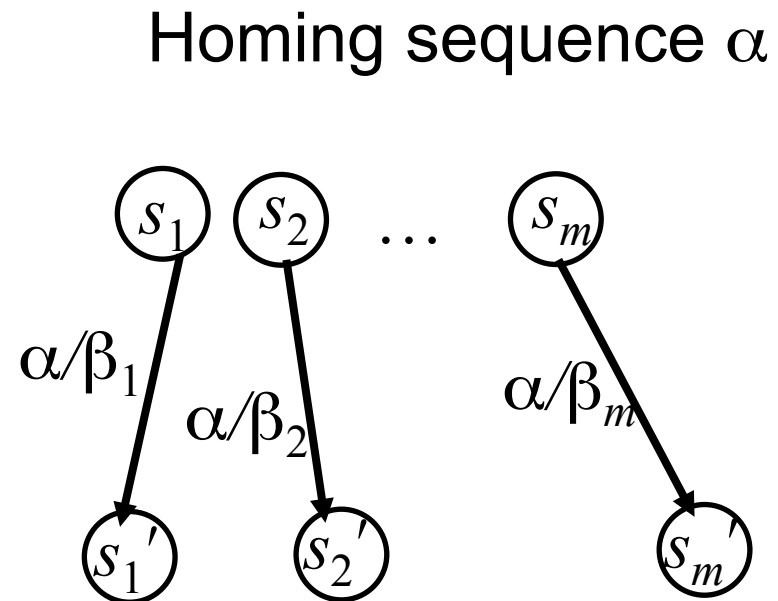 Homing sequence α
s₁ s₂ … sₘ
α/β₁
α/β₂
α/βₘ
s₁′ s₂′ sₘ′